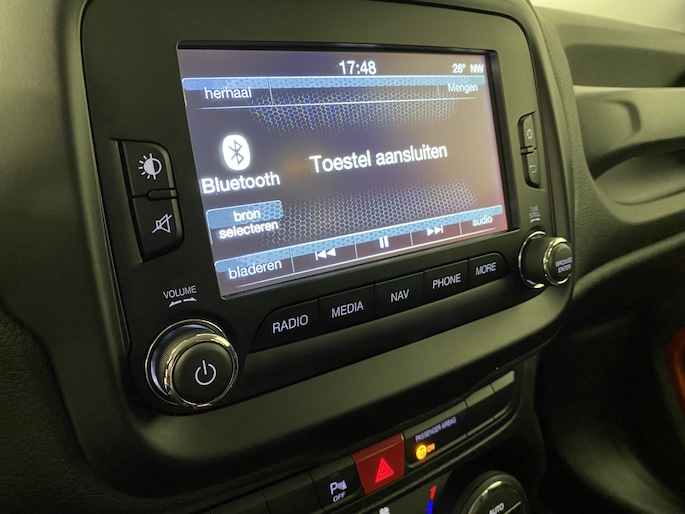 17:48
26° NW
herhaal
Mengen
Bluetooth
Toestel aansluiten
bron
selecteren
bladeren
audio
VOLUME
RADIO
MEDIA
NAV
PHONE
MORE
BROWSE
ENTER
PASSENGER AIRBAG
OFF
AUTO